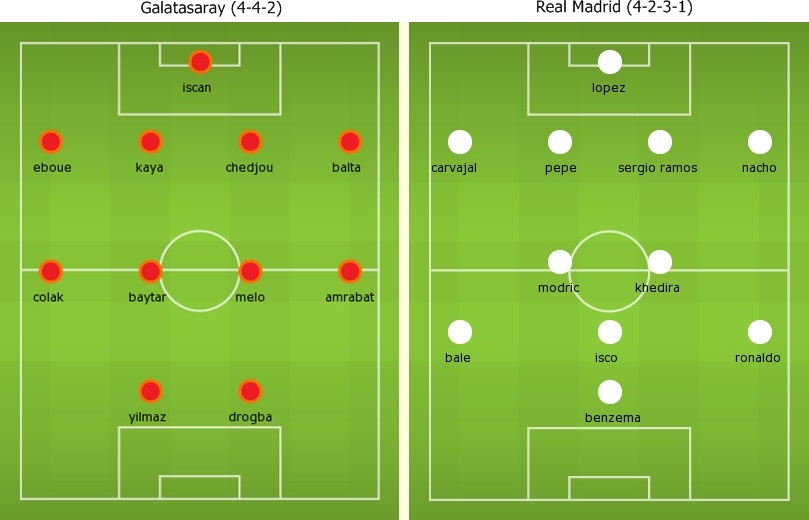 Galatasaray (4-4-2)
iscan
eboue kaya chedjou balta
colak baytar melo amrabat
yilmaz drogba
Real Madrid (4-2-3-1)
lopez
carvajal pepe sergio ramos nacho
modric khedira
bale isco ronaldo
benzema